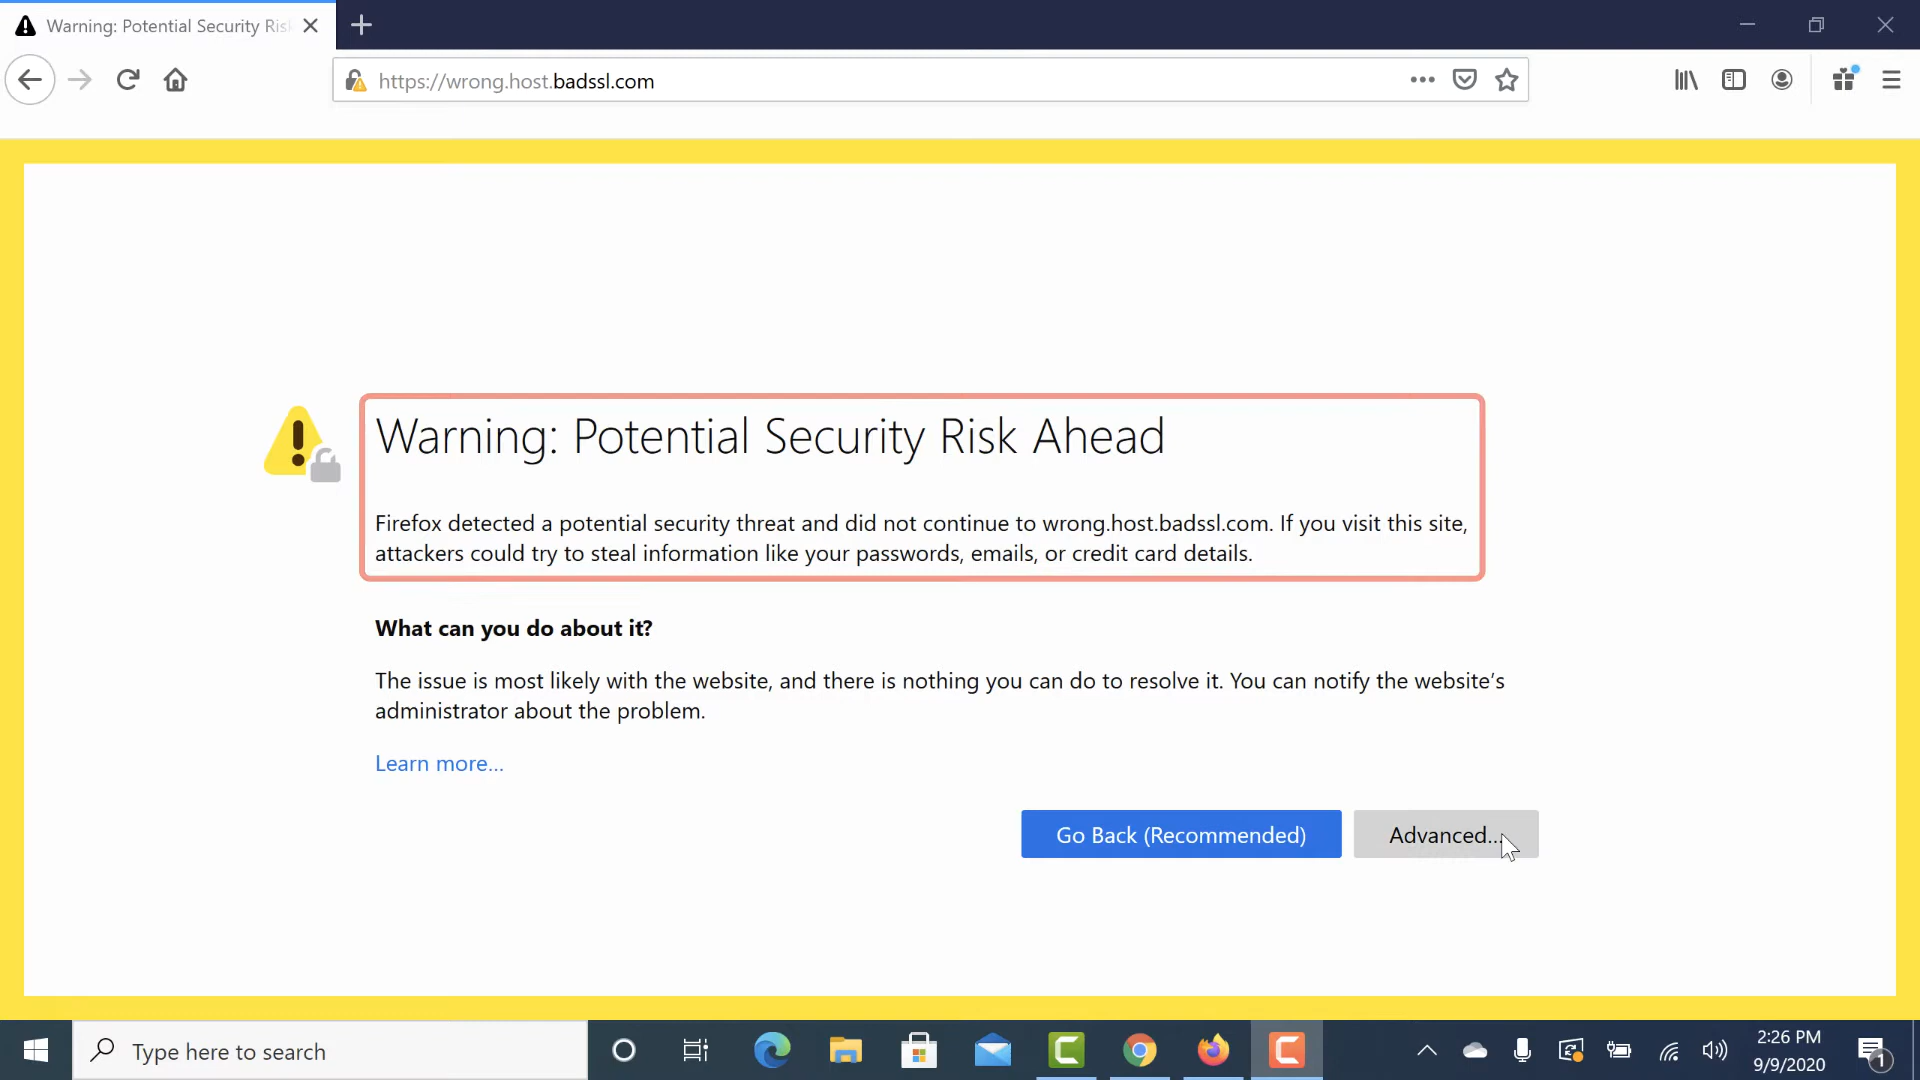 Warning: Potential Security Ris
https://wrong.host.badssl.com
Warning: Potential Security Risk Ahead
Firefox detected a potential security threat and did not continue to wrong.host.badssl.com. If you visit this site,
attackers could try to steal information like your passwords, emails, or credit card details.
What can you do about it?
The issue is most likely with the website, and there is nothing you can do to resolve it. You can notify the website's
administrator about the problem.
Learn more...
Go Back (Recommended)
Advanced...
Type here to search
2:26 PM
9/9/2020
1